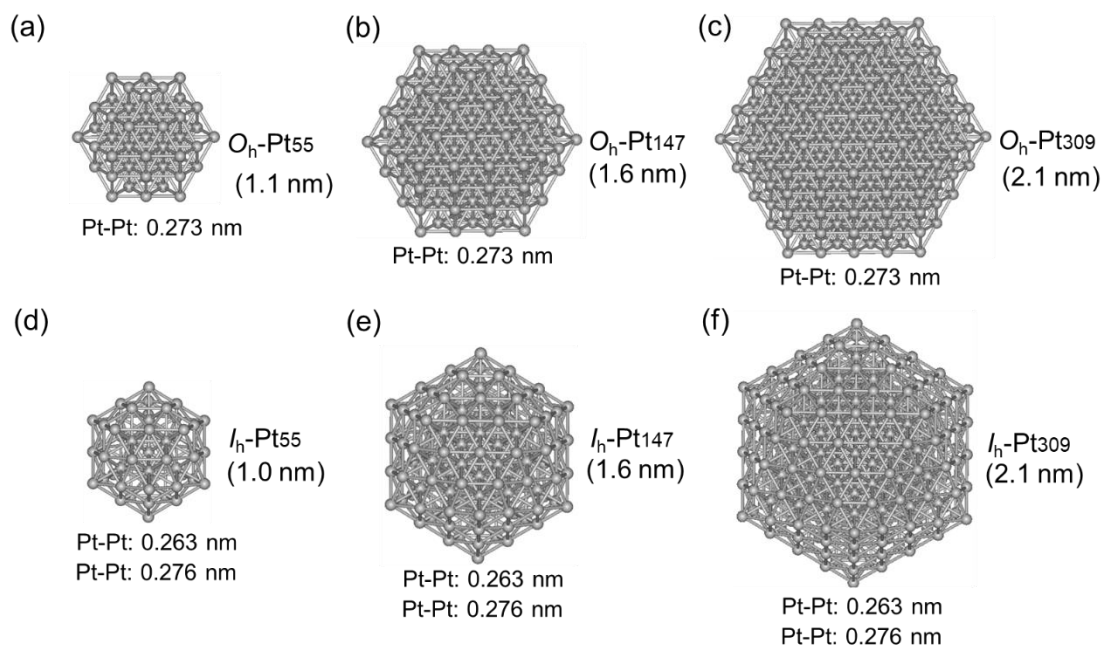 (a)
Oh-Pt55
(1.1 nm)
Pt-Pt: 0.273 nm
(b)
Oh-Pt147
(1.6 nm)
Pt-Pt: 0.273 nm
(c)
Oh-Pt309
(2.1 nm)
Pt-Pt: 0.273 nm
(d)
Ih-Pt55
(1.0 nm)
Pt-Pt: 0.263 nm
Pt-Pt: 0.276 nm
(e)
Ih-Pt147
(1.6 nm)
Pt-Pt: 0.263 nm
Pt-Pt: 0.276 nm
(f)
Ih-Pt309
(2.1 nm)
Pt-Pt: 0.263 nm
Pt-Pt: 0.276 nm